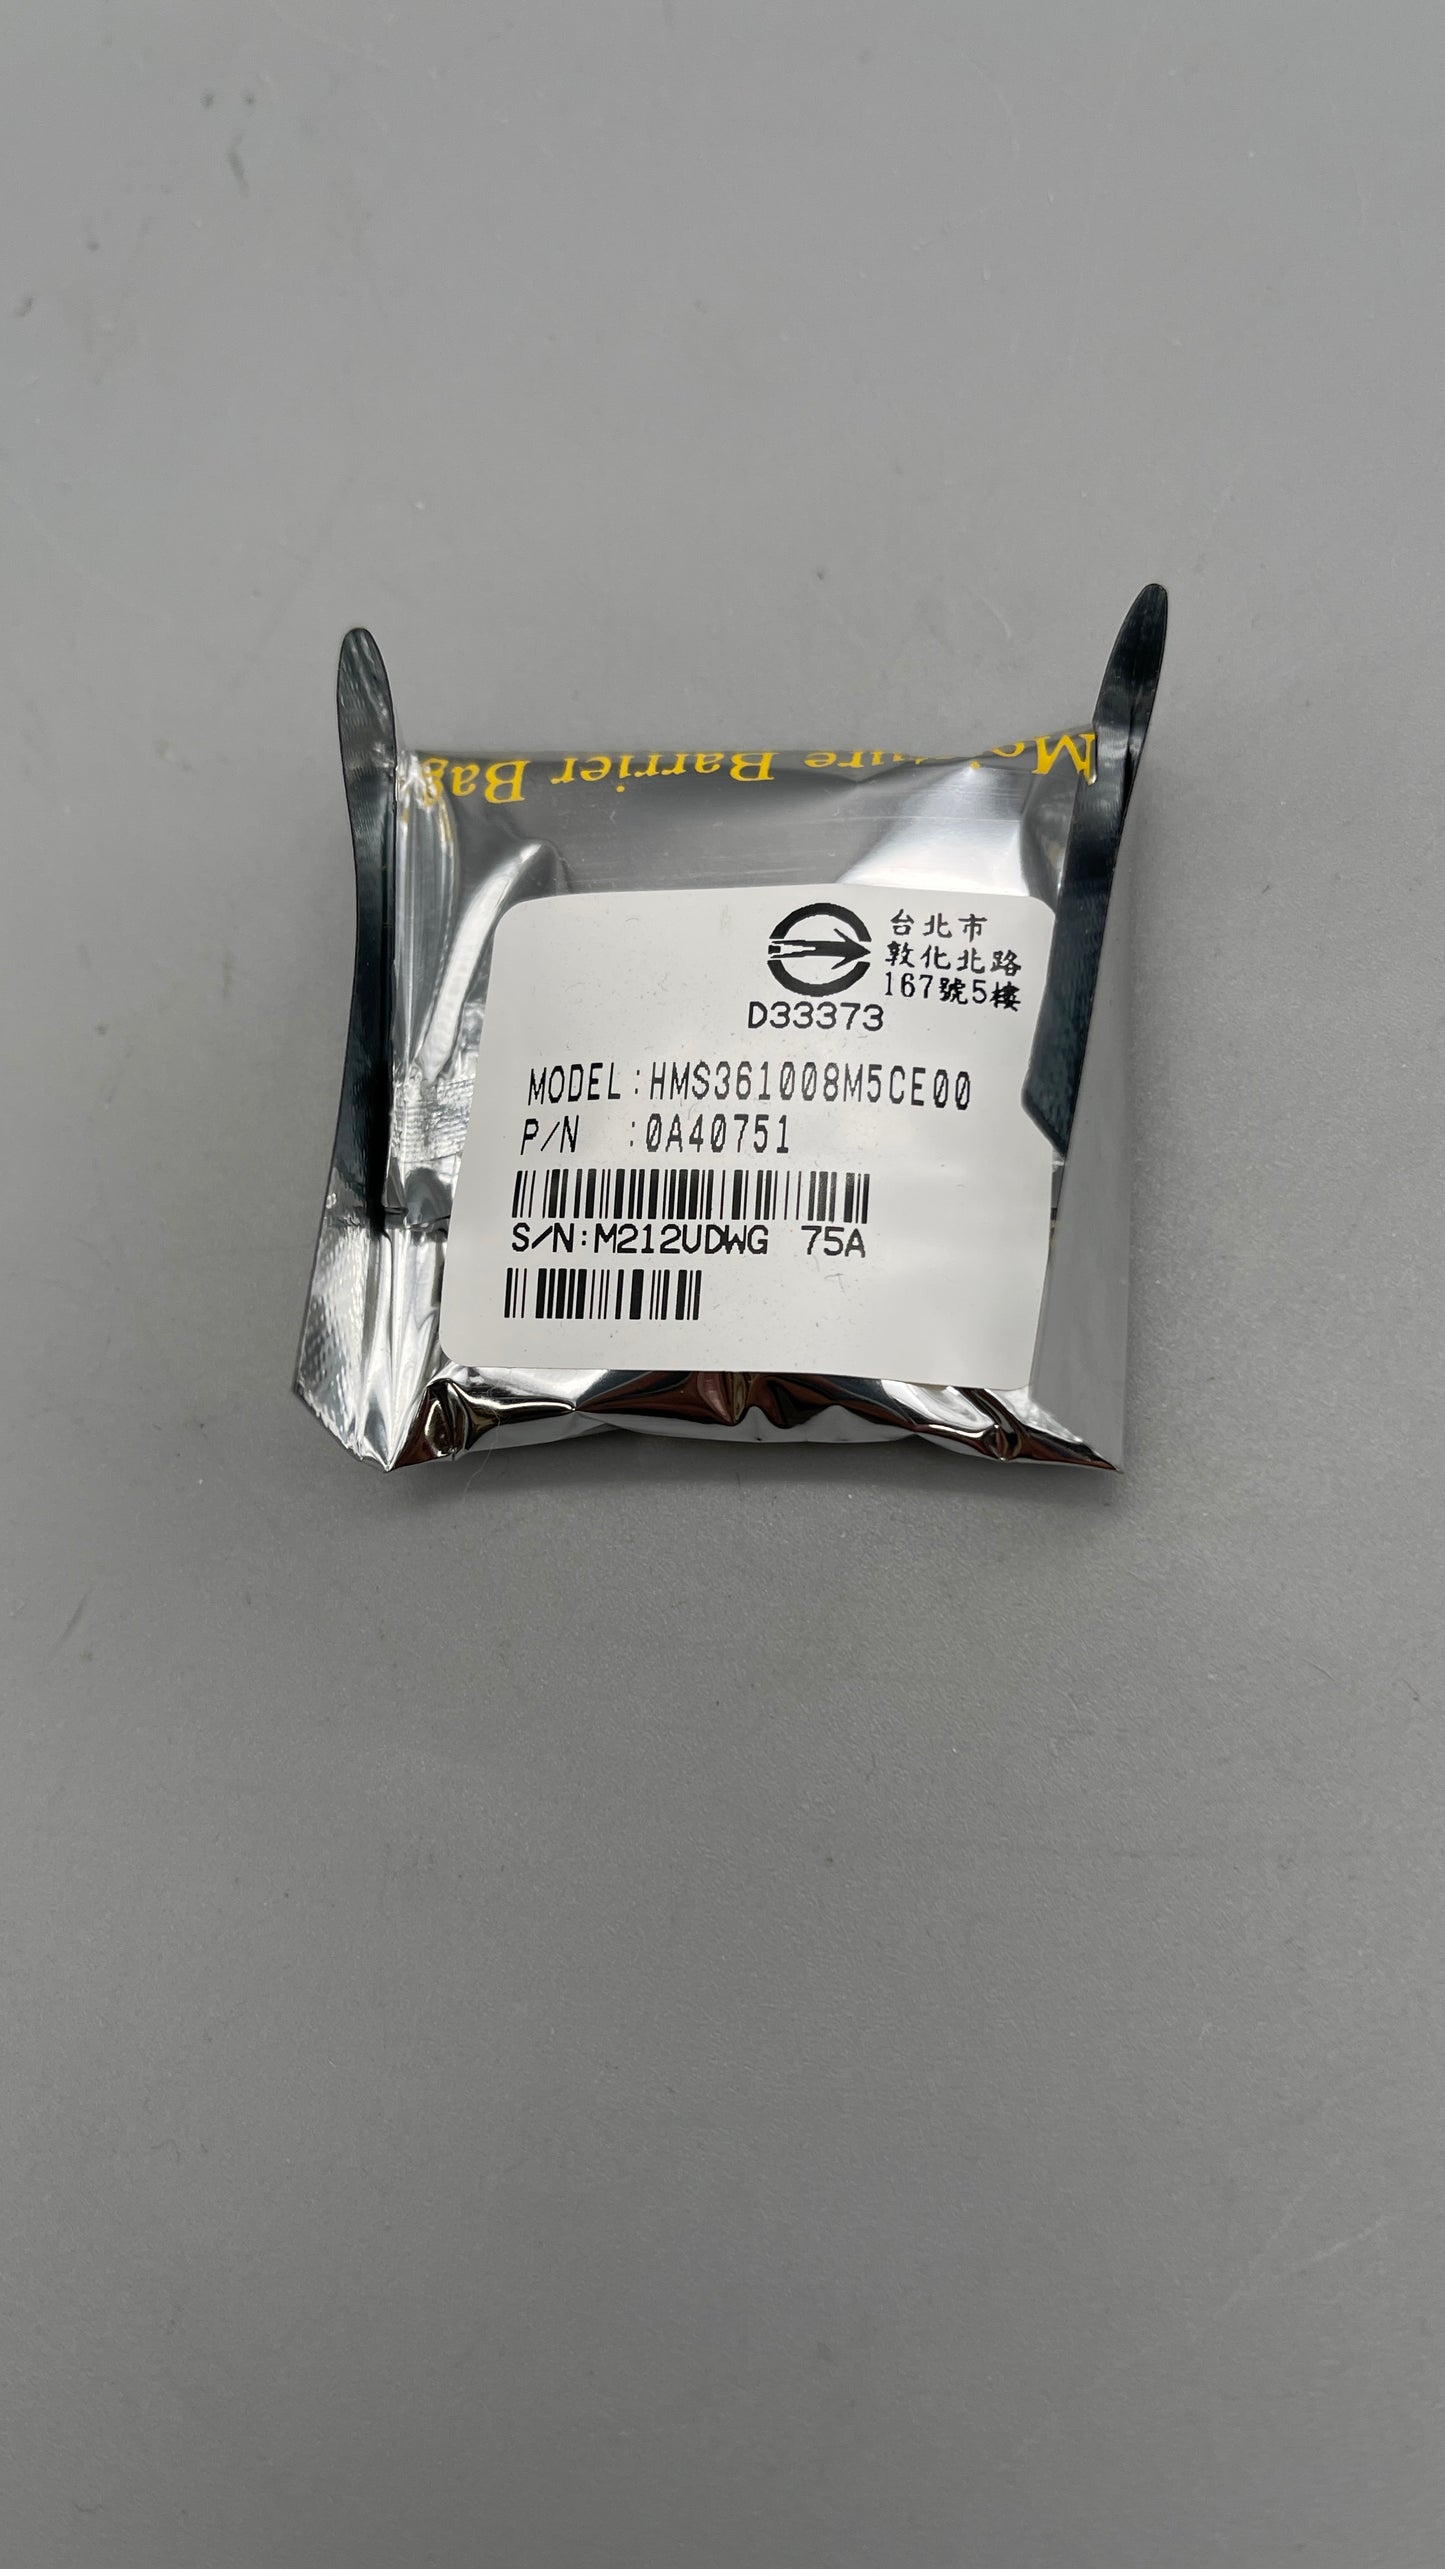 Moisture Barrier Bag
台北市
敦化北路
167號5樓
D33373
MODEL:HMS361008M5CE00
P/N :0A40751
S/N:M212UDWG 75A